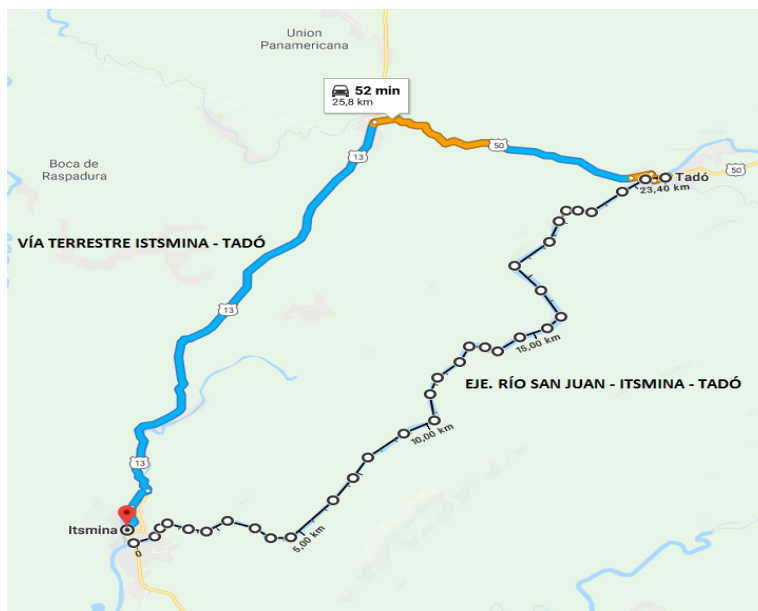 Union
Panamericana
52 min
25,8 km
13
50
Boca de
Raspadura
Tadó
50
23,40 km
VÍA TERRESTRE ISTSMINA - TADÓ
13
15,00 km
EJE. RÍO SAN JUAN - ITSMINA - TADÓ
10,00 km
13
Itsmina
5,00 km
0